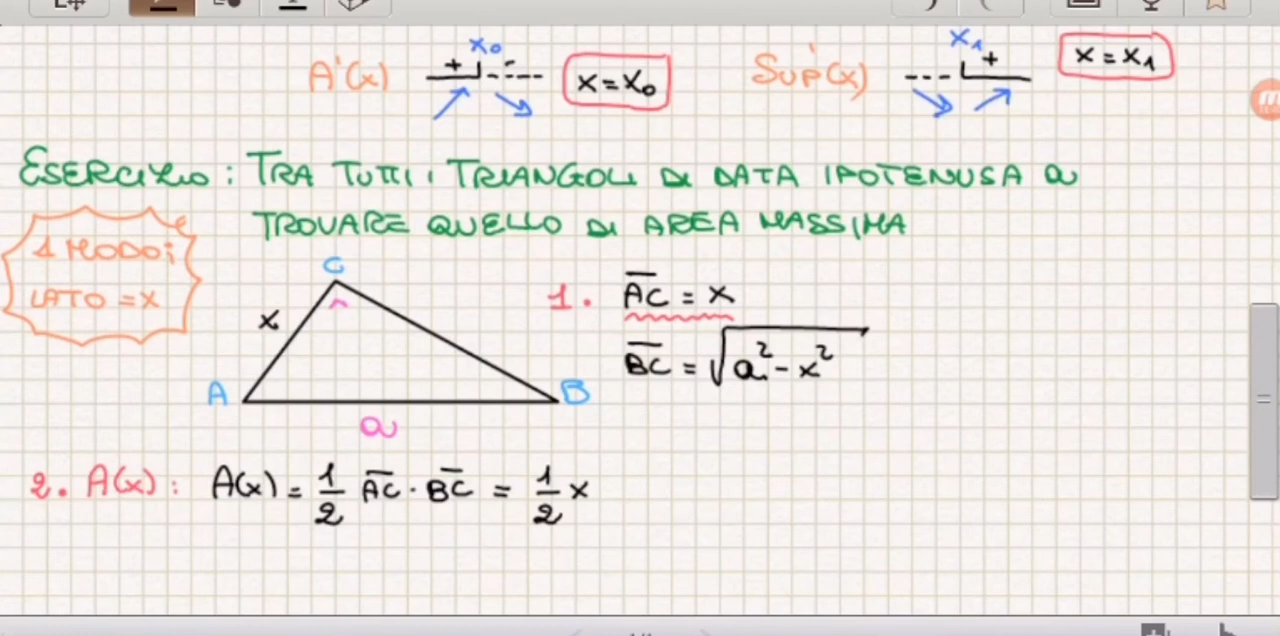 A'(x) + x₀ - x = x₀ Sup'(x) x₁ + x = x₁
ESERCIZIO: TRA TUTTI I TRIANGOLI DI DATA IPOTENUSA a
TROVARE QUELLO DI AREA MASSIMA
1 MODO:
LATO = x
C
x
A
B
a
1. AC = x
BC = √(a² - x²)
2. A(x): A(x) = 1/2 AC · BC = 1/2 x